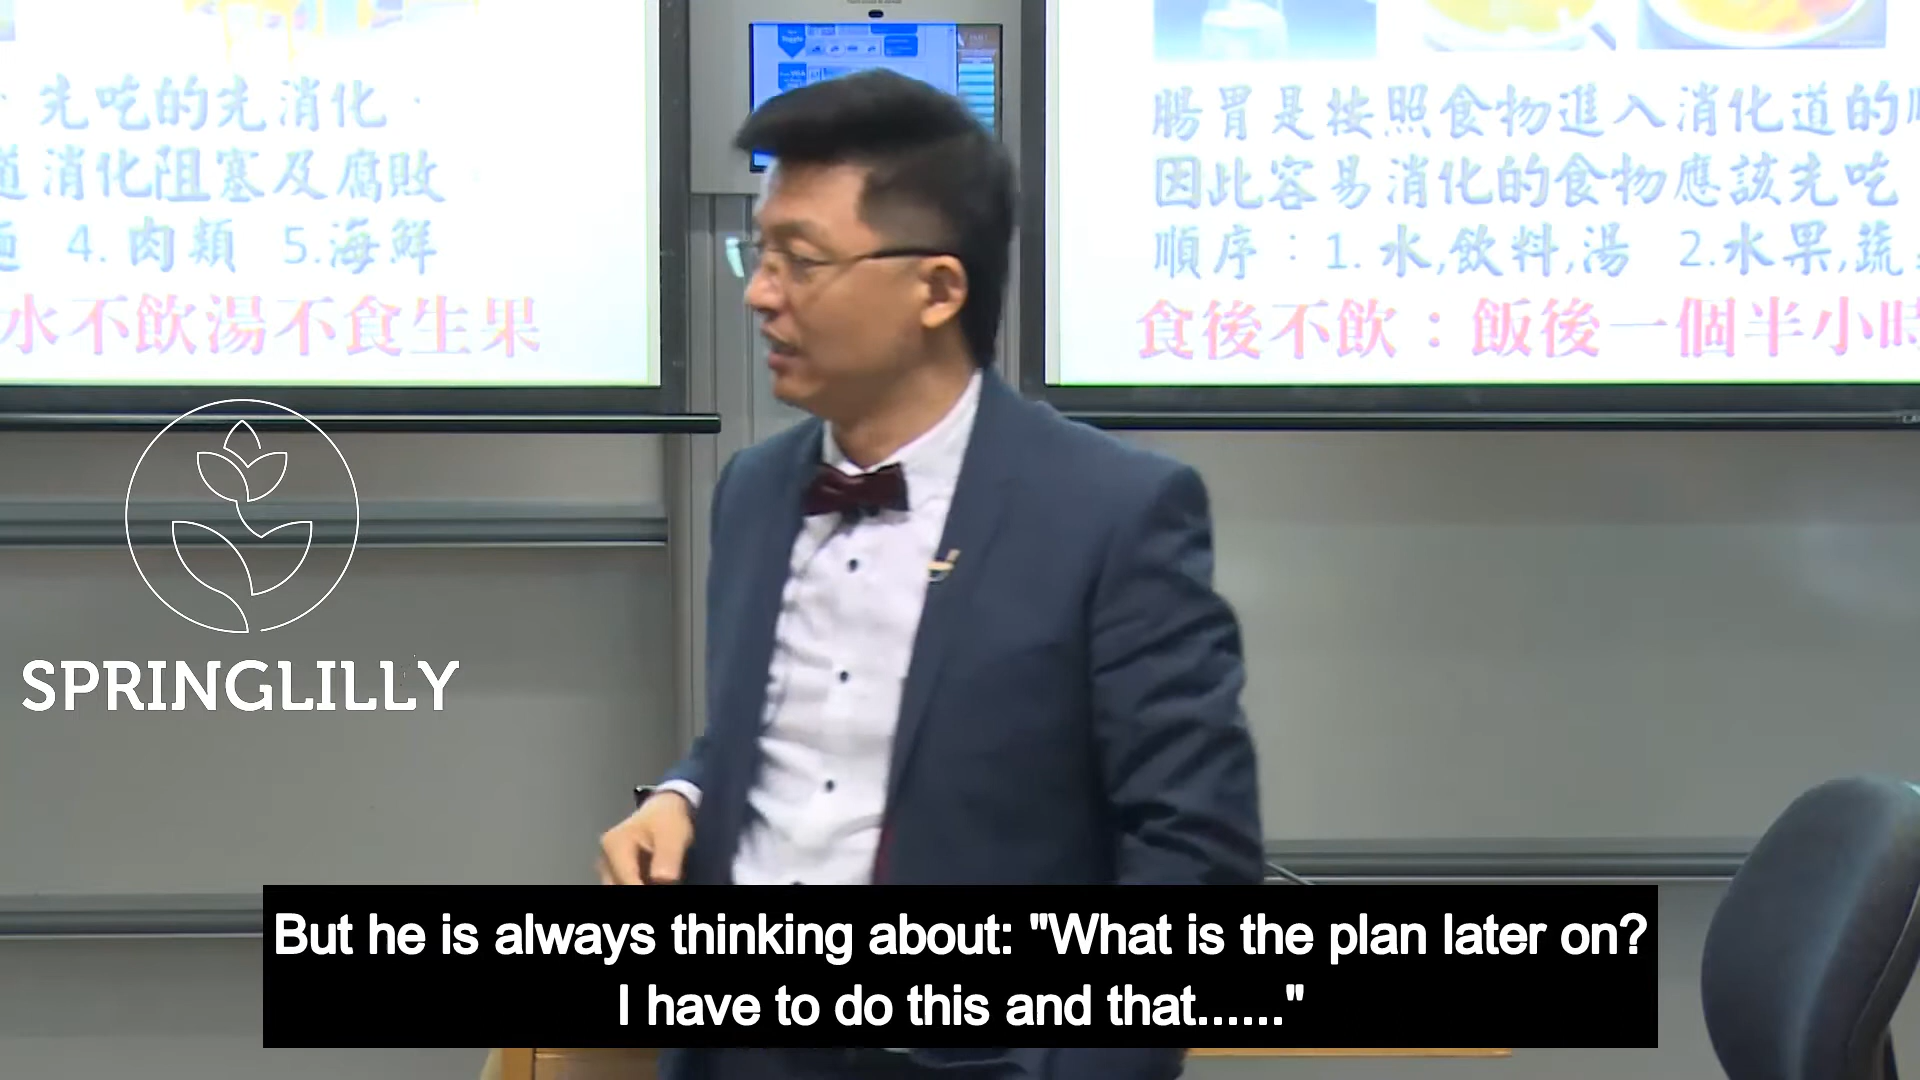 先吃的先消化.
道消化阻塞及腐敗
4.肉類 5.海鮮
水不飲湯不食生果
腸胃是按照食物進入消化道的
因此容易消化的食物應該先吃
順序:1.水,飲料,湯 2.水果,蔬
食後不飲:飯後一個半小時
SPRINGLILLY
But he is always thinking about: "What is the plan later on?
I have to do this and that......"